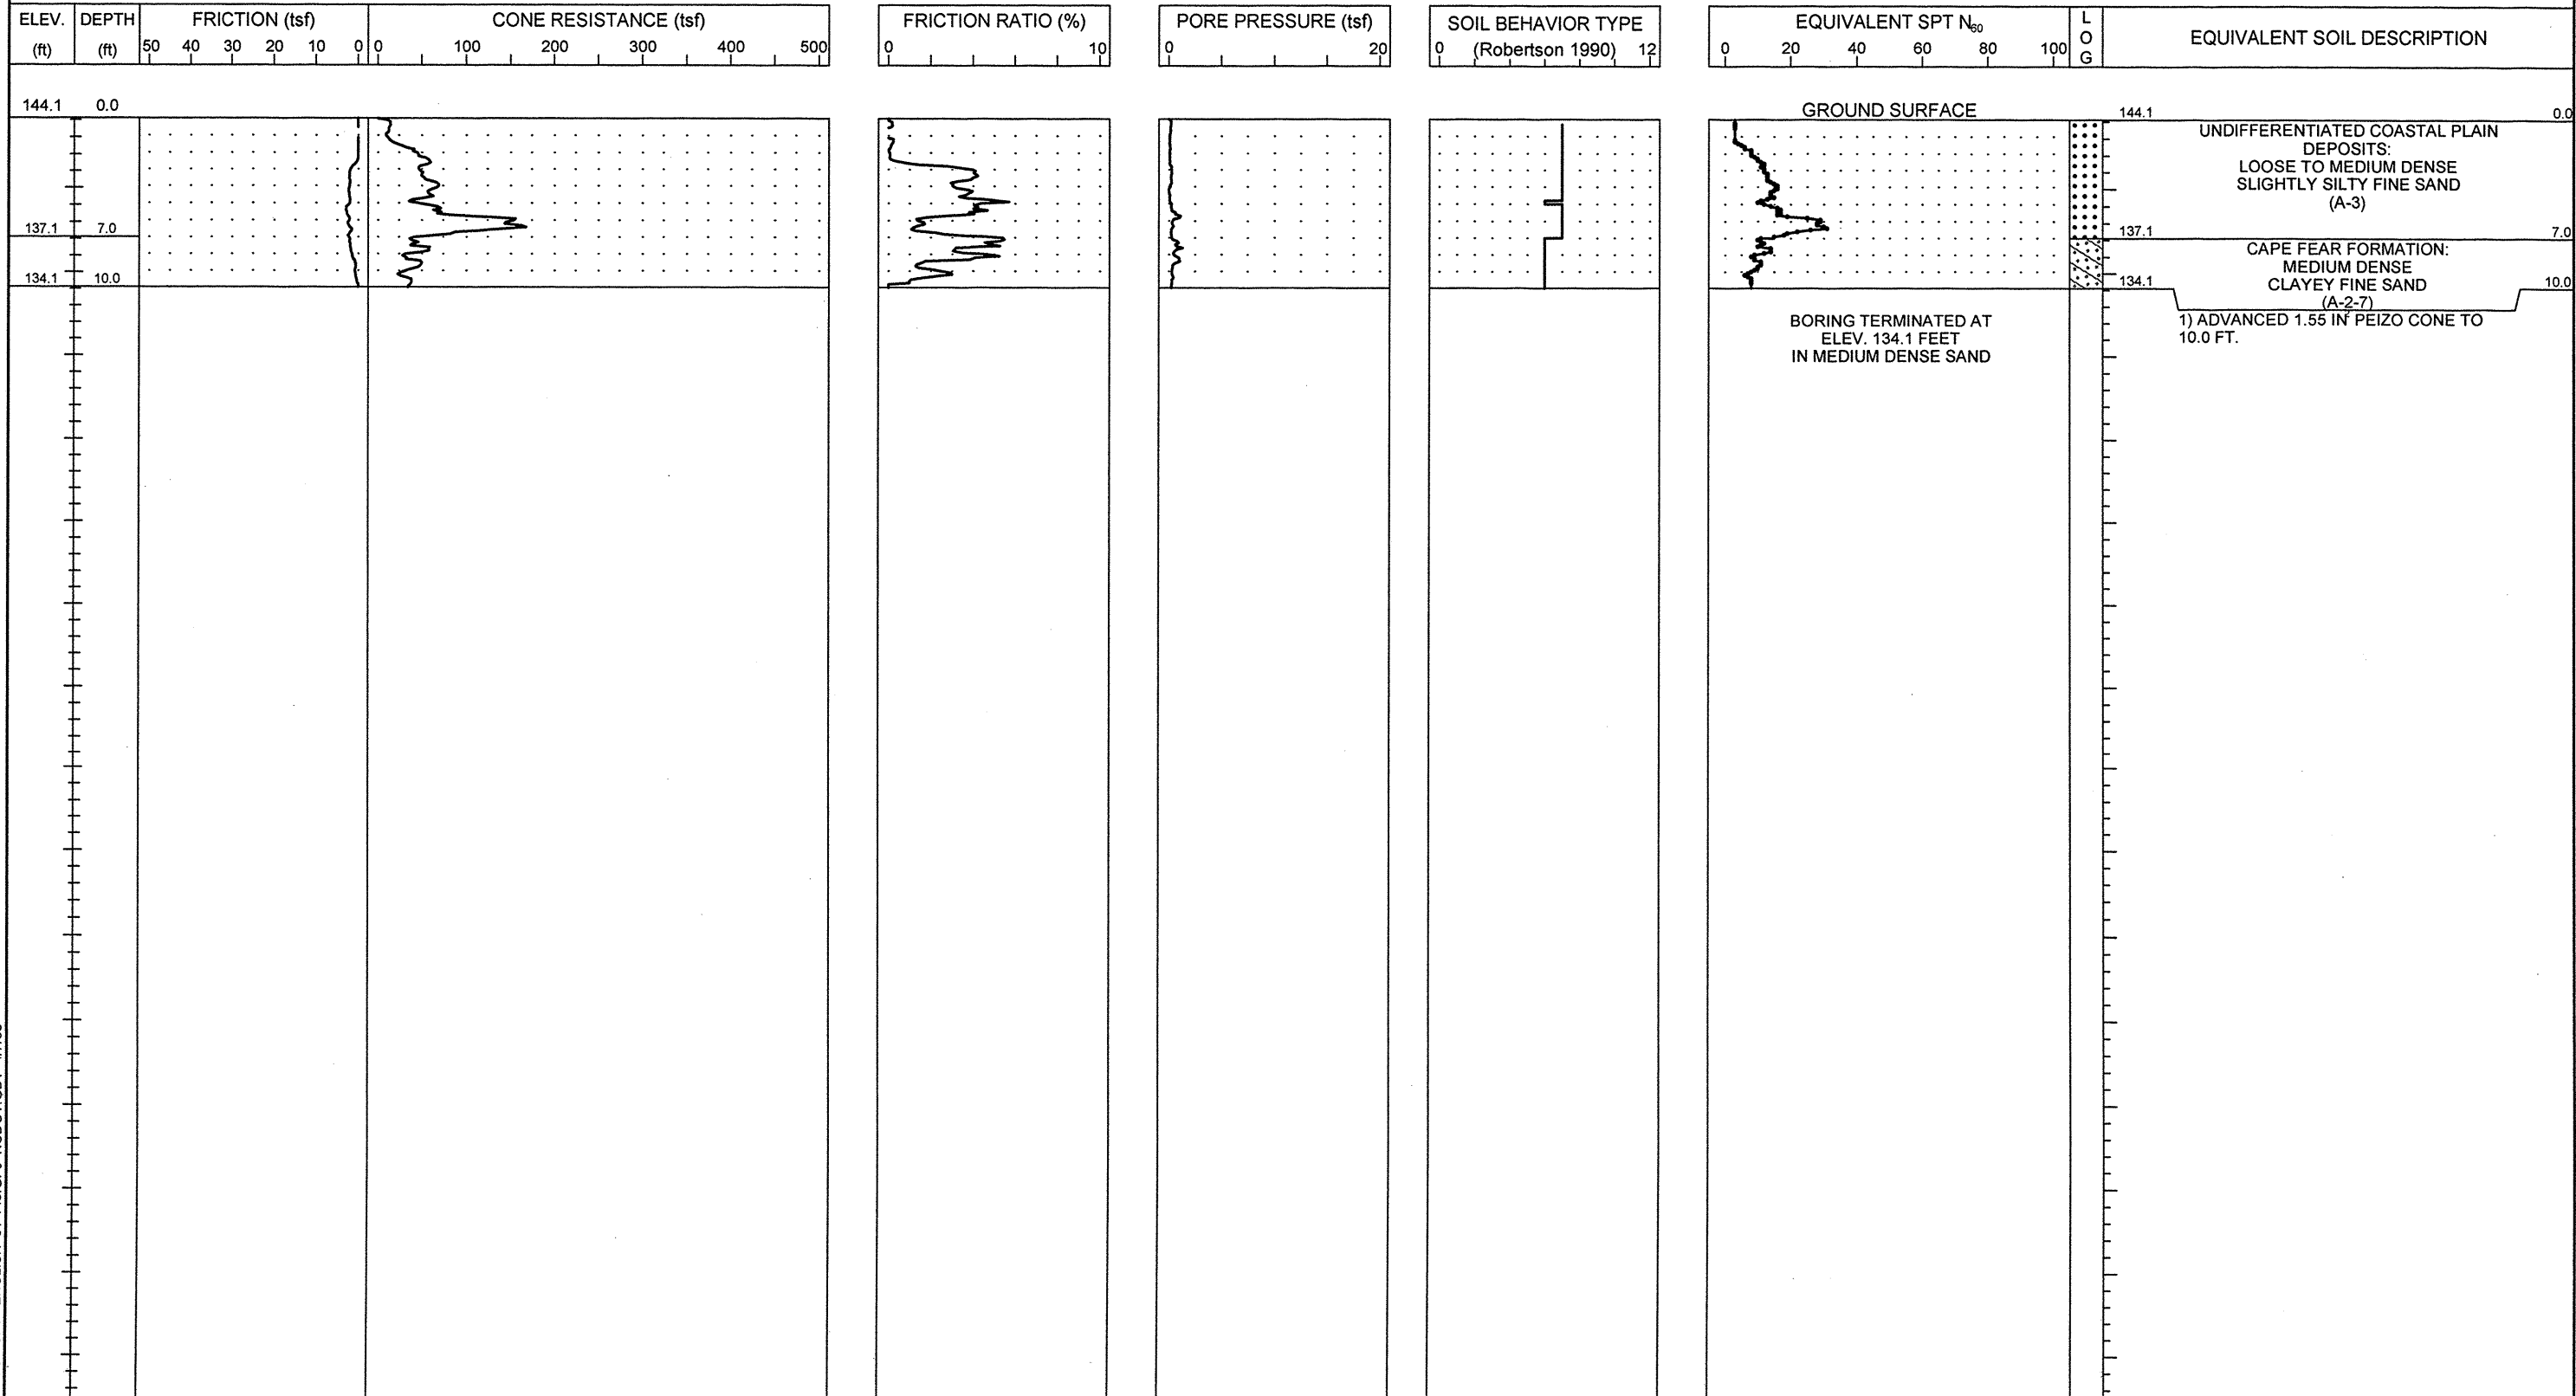 ELEV. DEPTH FRICTION (tsf) CONE RESISTANCE (tsf) FRICTION RATIO (%) PORE PRESSURE (tsf) SOIL BEHAVIOR TYPE EQUIVALENT SPT N60 LOG EQUIVALENT SOIL DESCRIPTION
(ft) (ft) 50 40 30 20 10 0 0 100 200 300 400 500 0 10 0 20 0 (Robertson 1990) 12 0 20 40 60 80 100
144.1 0.0
GROUND SURFACE
144.1 0.0
UNDIFFERENTIATED COASTAL PLAIN
DEPOSITS:
LOOSE TO MEDIUM DENSE
SLIGHTLY SILTY FINE SAND
(A-3)
137.1 7.0
137.1 7.0
CAPE FEAR FORMATION:
MEDIUM DENSE
CLAYEY FINE SAND
(A-2-7)
134.1 10.0
134.1 10.0
BORING TERMINATED AT
ELEV. 134.1 FEET
IN MEDIUM DENSE SAND
1) ADVANCED 1.55 IN² PEIZO CONE TO
10.0 FT.